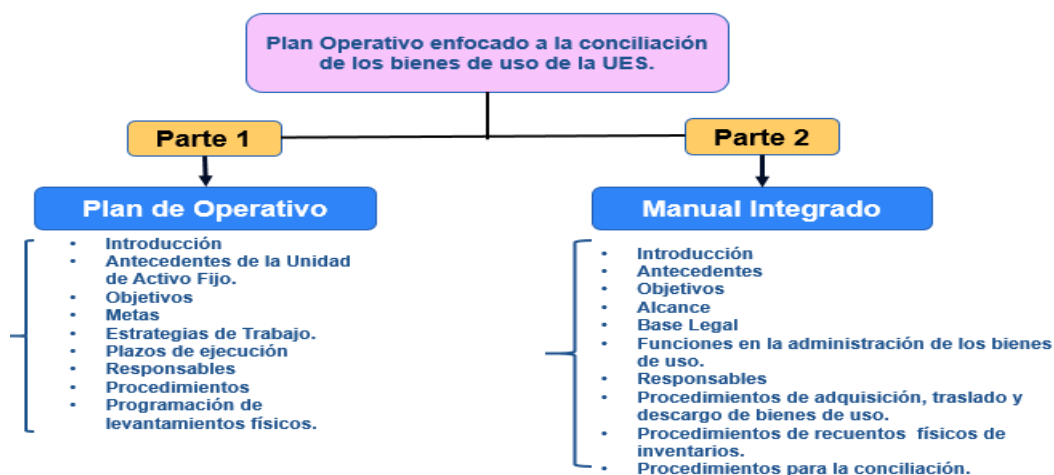 Plan Operativo enfocado a la conciliación
de los bienes de uso de la UES.
Parte 1
Plan de Operativo
• Introducción
• Antecedentes de la Unidad
de Activo Fijo.
• Objetivos
• Metas
• Estrategias de Trabajo.
• Plazos de ejecución
• Responsables
• Procedimientos
• Programación de
levantamientos físicos.
Parte 2
Manual Integrado
• Introducción
• Antecedentes
• Objetivos
• Alcance
• Base Legal
• Funciones en la administración de los bienes
de uso.
• Responsables
• Procedimientos de adquisición, traslado y
descargo de bienes de uso.
• Procedimientos de recuentos físicos de
inventarios.
• Procedimientos para la conciliación.